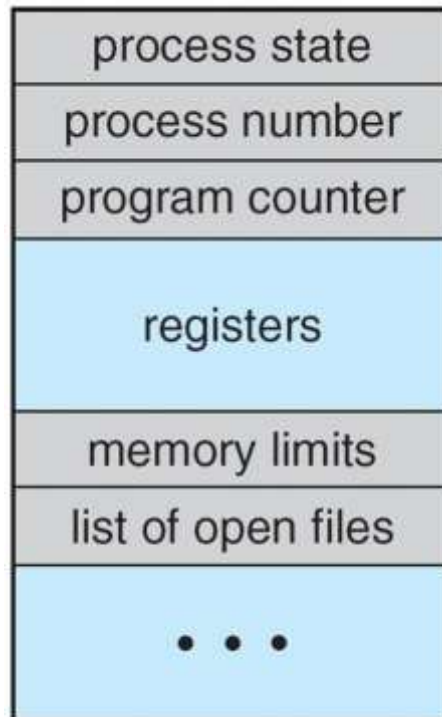 process state
process number
program counter
registers
memory limits
list of open files
• • •